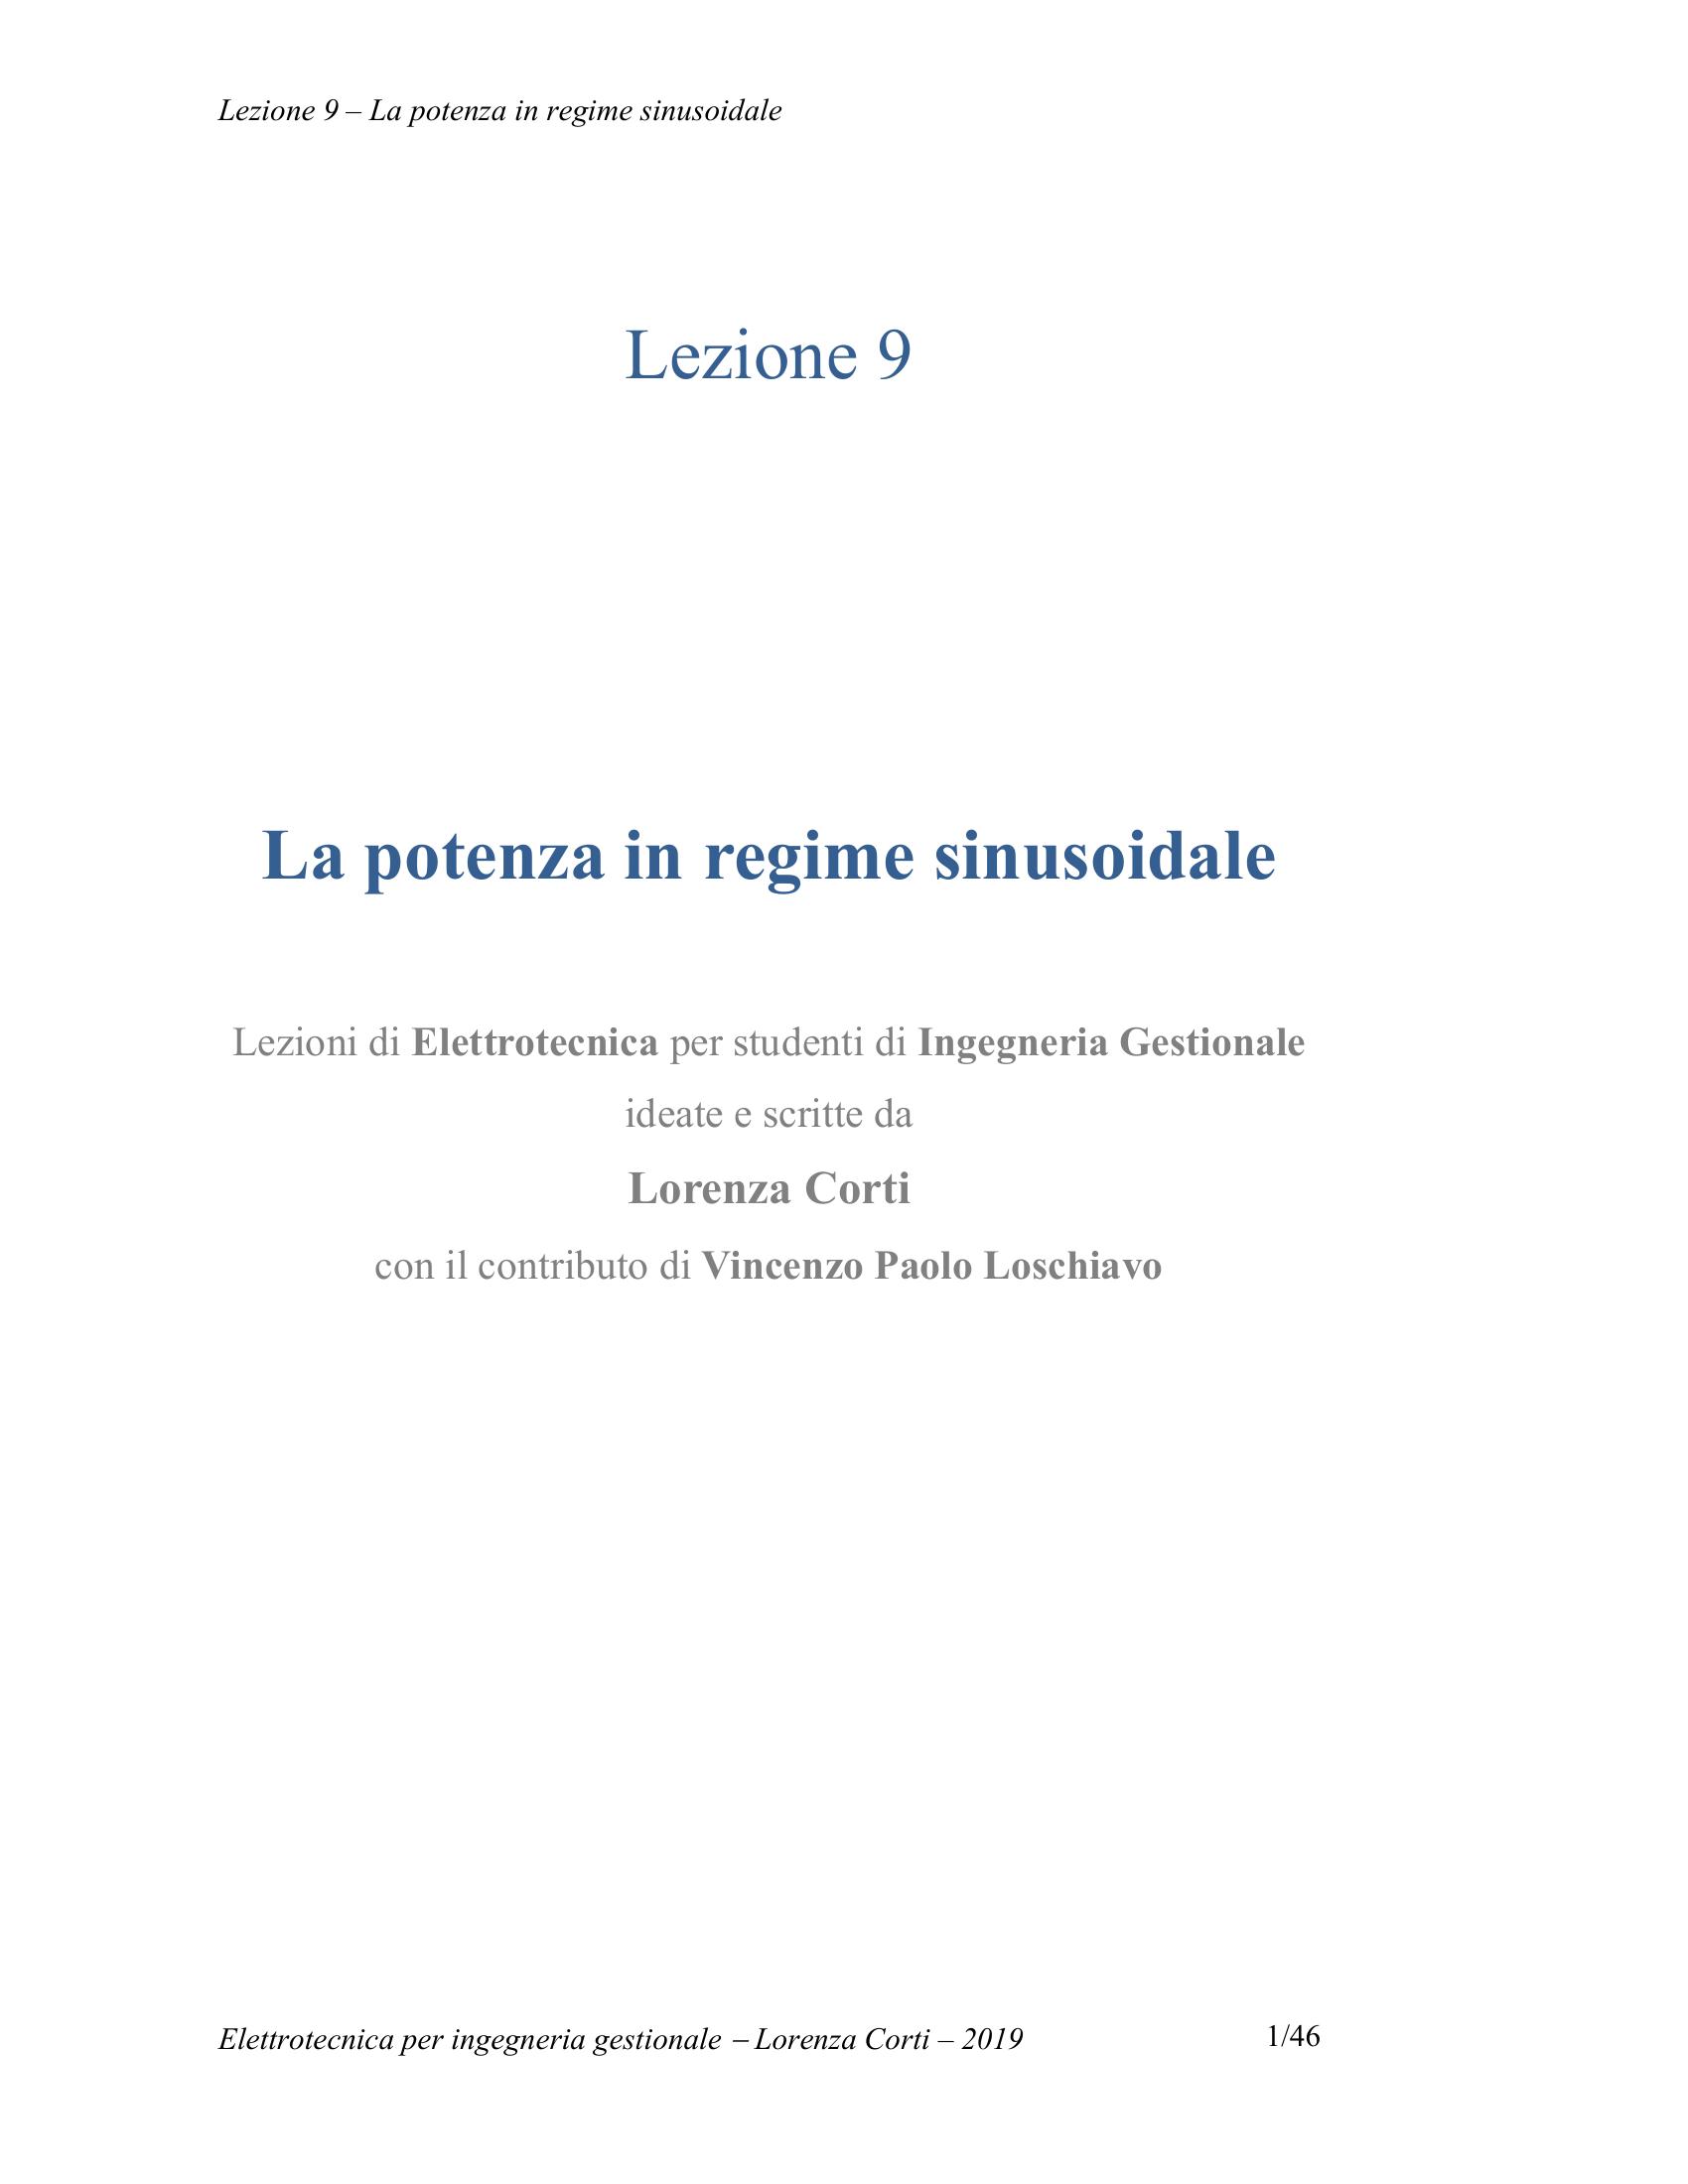 Lezione 9 – La potenza in regime sinusoidale
Lezione 9
La potenza in regime sinusoidale
Lezioni di Elettrotecnica per studenti di Ingegneria Gestionale
ideate e scritte da
Lorenza Corti
con il contributo di Vincenzo Paolo Loschiavo
Elettrotecnica per ingegneria gestionale – Lorenza Corti – 2019 1/46